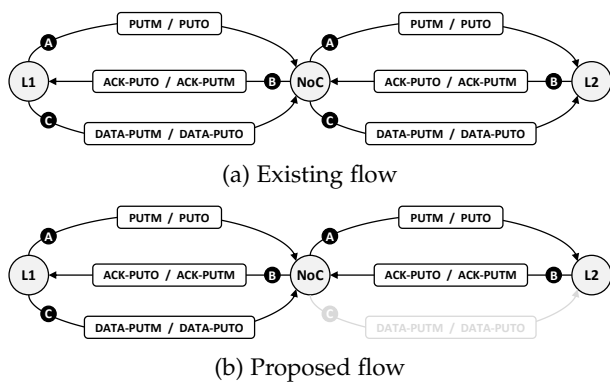 A PUTM / PUTO A PUTM / PUTO
L1 ACK-PUTO / ACK-PUTM B NoC ACK-PUTO / ACK-PUTM B L2
C DATA-PUTM / DATA-PUTO C DATA-PUTM / DATA-PUTO
(a) Existing flow
A PUTM / PUTO A PUTM / PUTO
L1 ACK-PUTO / ACK-PUTM B NoC ACK-PUTO / ACK-PUTM B L2
C DATA-PUTM / DATA-PUTO C DATA-PUTM / DATA-PUTO
(b) Proposed flow